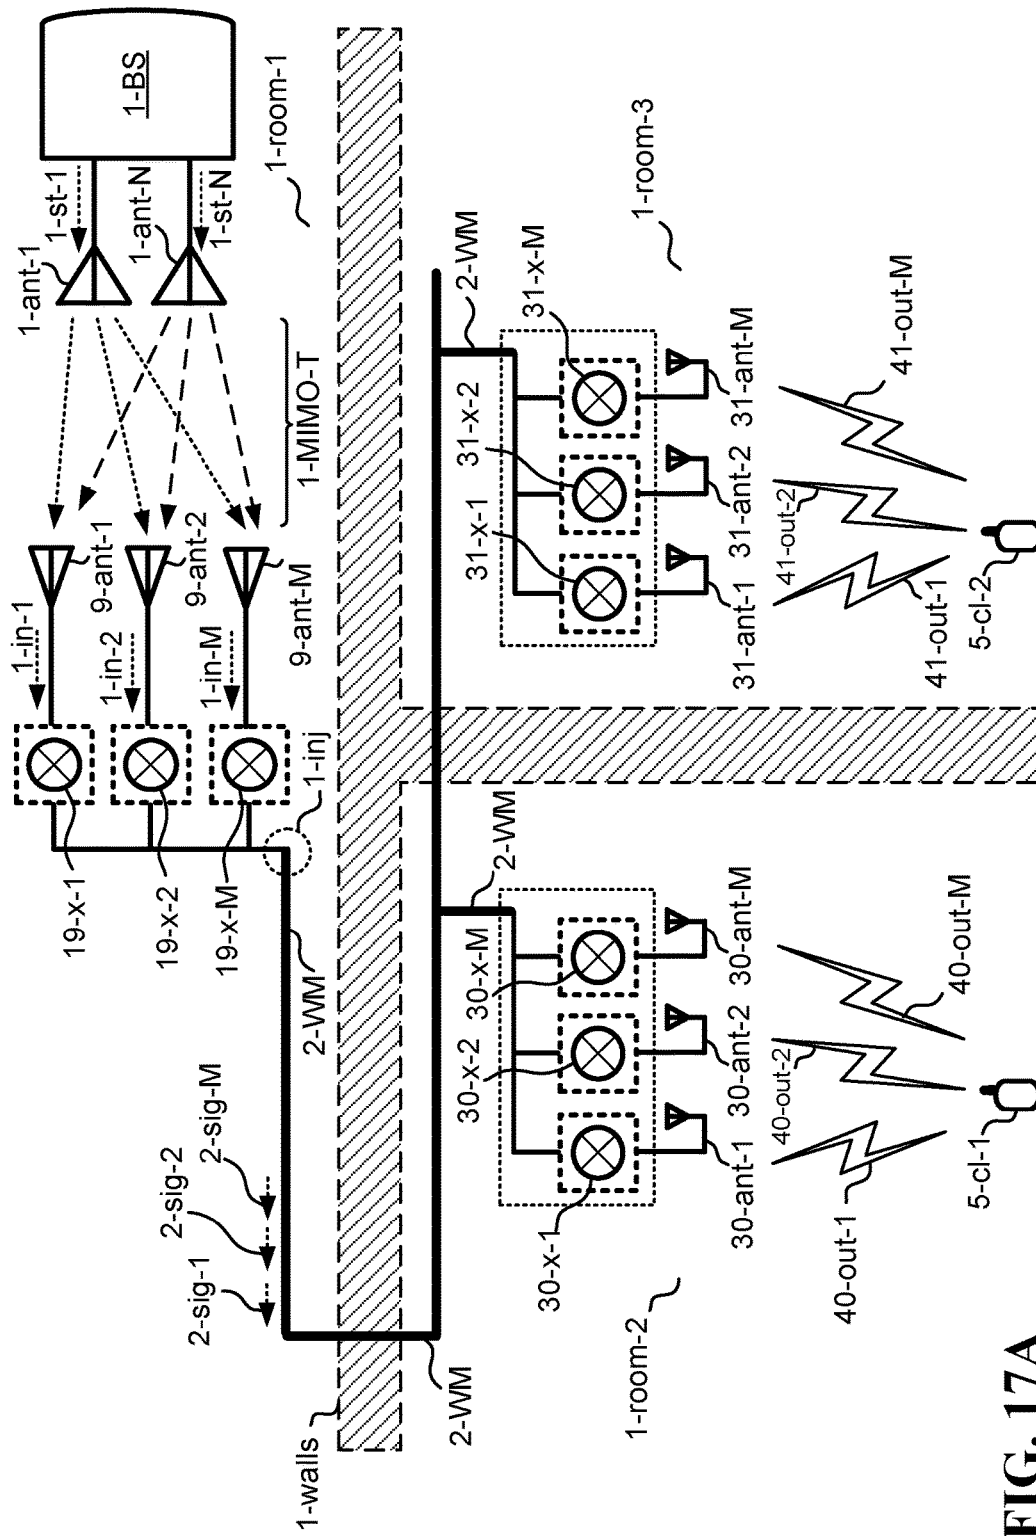 1-BS
1-st-1
1-st-N
1-ant-1
1-ant-N
1-room-1
1-MIMO-T
9-ant-1
9-ant-2
9-ant-M
1-in-1
1-in-2
1-in-M
1-inj
19-x-1
19-x-2
19-x-M
2-WM
2-sig-M
2-sig-2
2-sig-1
1-walls
2-WM
2-WM
31-x-M
31-x-2
31-x-1
1-room-3
31-ant-M
31-ant-2
31-ant-1
41-out-M
41-out-2
41-out-1
5-cl-2
2-WM
30-x-M
30-x-2
30-x-1
30-ant-M
30-ant-2
30-ant-1
1-room-2
40-out-M
40-out-2
40-out-1
5-cl-1
FIG. 17A